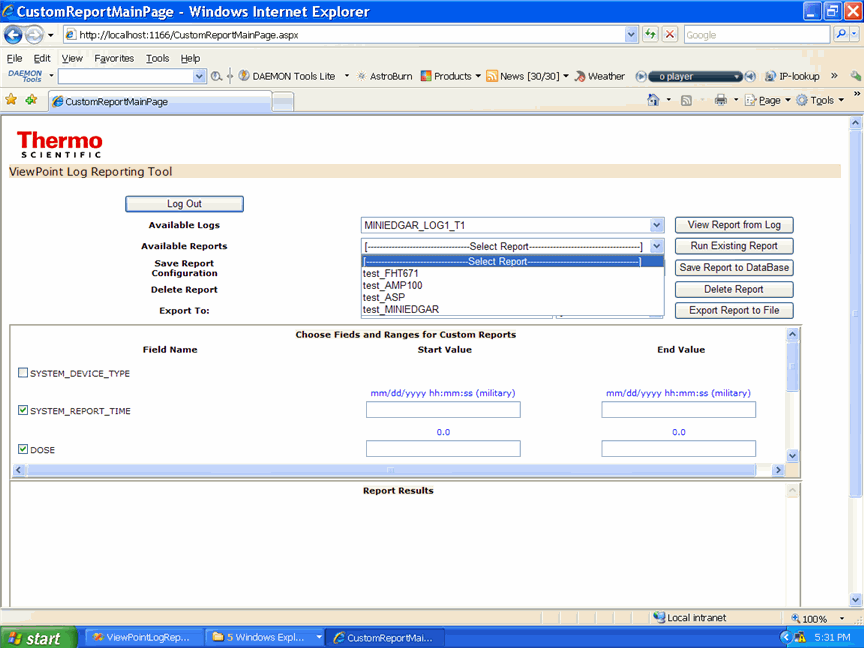 CustomReportMainPage - Windows Internet Explorer
http://localhost:1166/CustomReportMainPage.aspx
Google
File Edit View Favorites Tools Help
DAEMON Tools
DAEMON Tools Lite AstroBurn Products News [30/30] Weather o player IP-lookup »
CustomReportMainPage
Page Tools »
Thermo
SCIENTIFIC
ViewPoint Log Reporting Tool
Log Out
Available Logs MINIEDGAR_LOG1_T1 View Report from Log
Available Reports [----------------------------------Select Report-------------------------------------] Run Existing Report
[----------------------------------Select Report-------------------------------------]
Save Report Configuration Save Report to DataBase
test_FHT671
test_AMP100
Delete Report Delete Report
test_ASP
test_MINIEDGAR
Export To: Export Report to File
Choose Fieds and Ranges for Custom Reports
Field Name Start Value End Value
SYSTEM_DEVICE_TYPE
mm/dd/yyyy hh:mm:ss (military) mm/dd/yyyy hh:mm:ss (military)
SYSTEM_REPORT_TIME
0.0 0.0
DOSE
Report Results
Local intranet 100%
start ViewPointLogRep... 5 Windows Expl... CustomReportMai... 5:31 PM